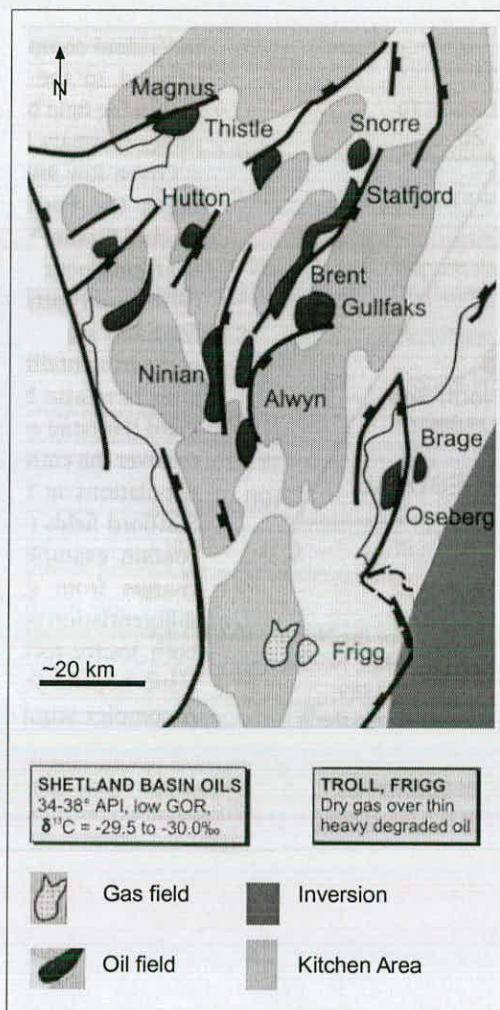 N
Magnus
Thistle
Snorre
Hutton
Statfjord
Brent
Gullfaks
Ninian
Alwyn
Brage
Oseberg
Frigg
~20 km
SHETLAND BASIN OILS
34-38° API, low GOR,
δ¹³C = -29.5 to -30.0‰
TROLL, FRIGG
Dry gas over thin
heavy degraded oil
Gas field
Inversion
Oil field
Kitchen Area